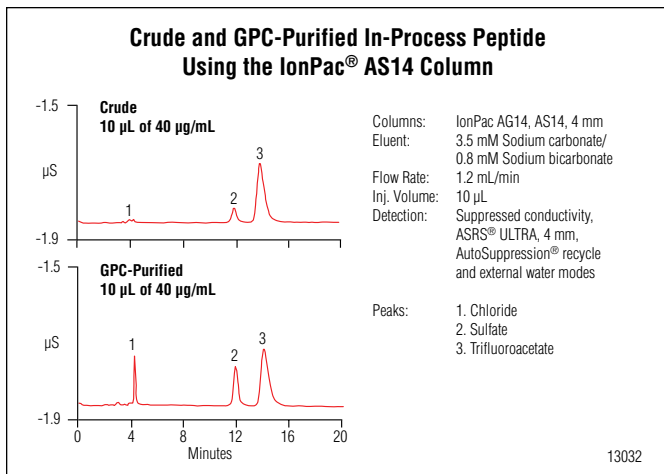 Crude and GPC-Purified In-Process Peptide
Using the IonPac® AS14 Column
-1.5
Crude
10 µL of 40 µg/mL
µS
1
2
3
-1.9
-1.5
GPC-Purified
10 µL of 40 µg/mL
µS
1
2
3
-1.9
0
4
8
12
16
20
Minutes
Columns: IonPac AG14, AS14, 4 mm
Eluent: 3.5 mM Sodium carbonate/
0.8 mM Sodium bicarbonate
Flow Rate: 1.2 mL/min
Inj. Volume: 10 µL
Detection: Suppressed conductivity,
ASRS® ULTRA, 4 mm,
AutoSuppression® recycle
and external water modes
Peaks: 1. Chloride
2. Sulfate
3. Trifluoroacetate
13032